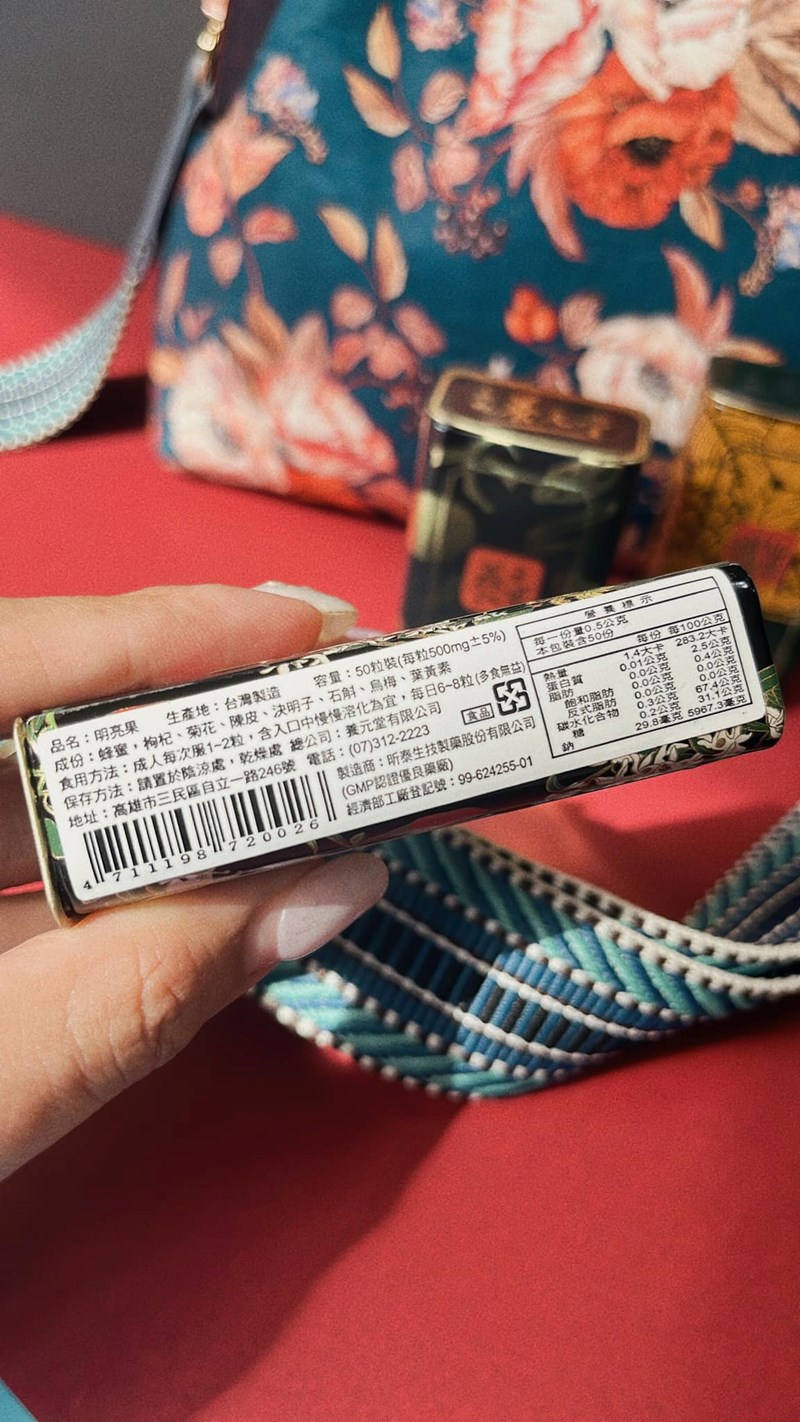 品名：明亮果 生產地：台灣製造 容量：50粒裝(每粒500mg±5%)
成份：蜂蜜，枸杞、菊花、陳皮、決明子、石斛、烏梅、葉黃素
食用方法：成人每次服1~2粒，含入口中慢慢溶化為宜，每日6~8粒(多食無益)
保存方法：請置於陰涼處，乾燥處 總公司：養元堂有限公司
地址：高雄市三民區自立一路246號 電話：(07)312-2223
食品
製造商：昕泰生技製藥股份有限公司
(GMP認證優良藥廠)
經濟部工廠登記號：99-624255-01
4 711198 720026
營養標示
每一份量0.5公克
本包裝含50份
每份 每100公克
熱量 1.4大卡 283.2大卡
蛋白質 0.01公克 2.5公克
脂肪 0.0公克 0.4公克
飽和脂肪 0.0公克 0.0公克
反式脂肪 0.0公克 0.0公克
碳水化合物 0.3公克 67.4公克
糖 0.2公克 31.1公克
鈉 29.8毫克 5967.3毫克